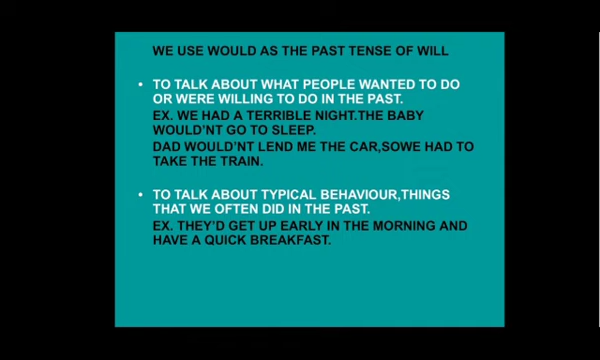 WE USE WOULD AS THE PAST TENSE OF WILL
• TO TALK ABOUT WHAT PEOPLE WANTED TO DO
OR WERE WILLING TO DO IN THE PAST.
EX. WE HAD A TERRIBLE NIGHT.THE BABY
WOULD’NT GO TO SLEEP.
DAD WOULD’NT LEND ME THE CAR,SOWE HAD TO
TAKE THE TRAIN.
• TO TALK ABOUT TYPICAL BEHAVIOUR,THINGS
THAT WE OFTEN DID IN THE PAST.
EX. THEY’D GET UP EARLY IN THE MORNING AND
HAVE A QUICK BREAKFAST.